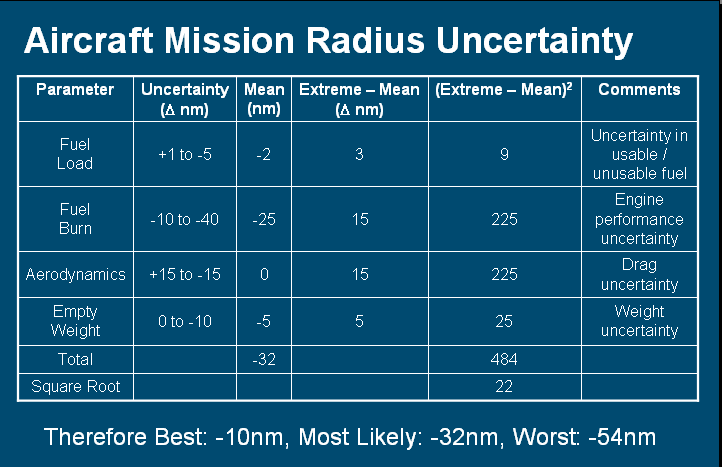 Aircraft Mission Radius Uncertainty
Parameter Uncertainty (Δ nm) Mean (nm) Extreme – Mean (Δ nm) (Extreme – Mean)² Comments
Fuel Load +1 to -5 -2 3 9 Uncertainty in usable / unusable fuel
Fuel Burn -10 to -40 -25 15 225 Engine performance uncertainty
Aerodynamics +15 to -15 0 15 225 Drag uncertainty
Empty Weight 0 to -10 -5 5 25 Weight uncertainty
Total -32 484
Square Root 22
Therefore Best: -10nm, Most Likely: -32nm, Worst: -54nm